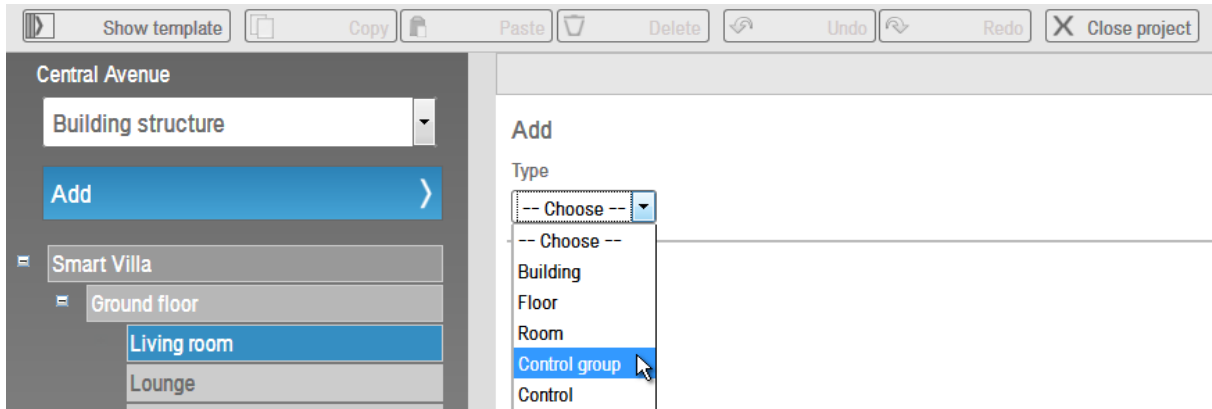 Show template Copy Paste Delete Undo Redo Close project
Central Avenue
Building structure
Add
Smart Villa
Ground floor
Living room
Lounge
Add
Type
-- Choose --
-- Choose --
Building
Floor
Room
Control group
Control